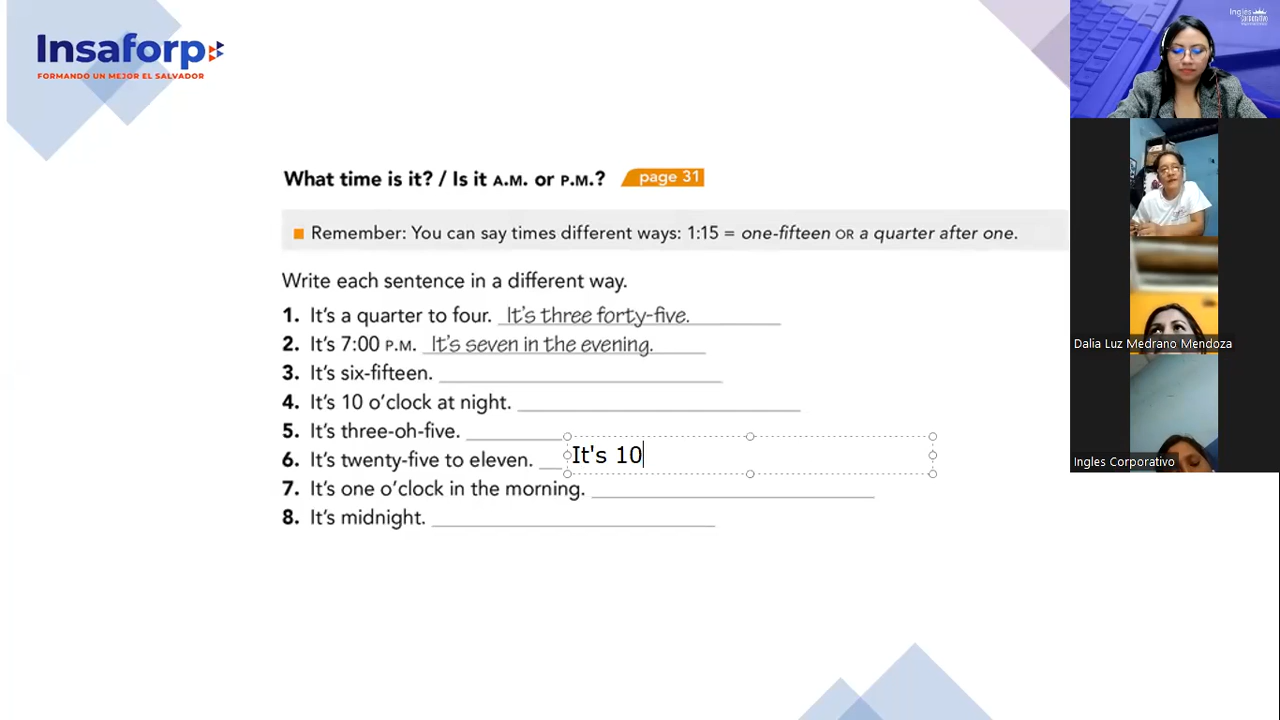 Insaforp
FORMANDO UN MEJOR EL SALVADOR
What time is it? / Is it A.M. or P.M.? page 31
Remember: You can say times different ways: 1:15 = one-fifteen OR a quarter after one.
Write each sentence in a different way.
1. It's a quarter to four. It's three forty-five.
2. It's 7:00 P.M. It's seven in the evening.
3. It's six-fifteen.
4. It's 10 o'clock at night.
5. It's three-oh-five.
It's 10
6. It's twenty-five to eleven.
7. It's one o'clock in the morning.
8. It's midnight.
Ingles
Dalia Luz Medrano Mendoza
Ingles Corporativo